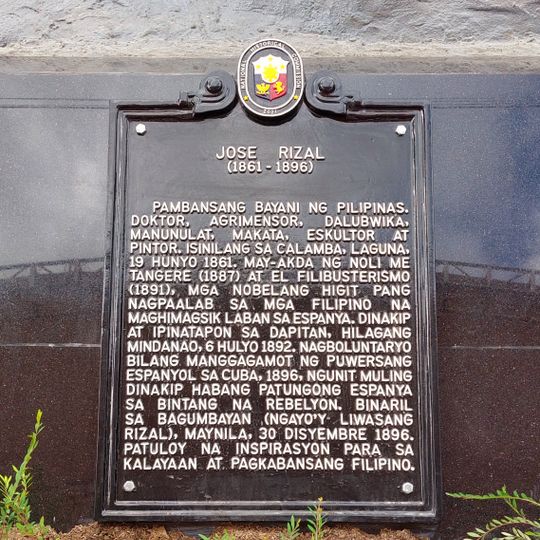 NATIONAL HISTORICAL COMMISSION
2021
JOSE RIZAL
(1861 - 1896)
PAMBANSANG BAYANI NG PILIPINAS.
DOKTOR, AGRIMENSOR, DALUBWIKA,
MANUNULAT, MAKATA, ESKULTOR AT
PINTOR. ISINILANG SA CALAMBA, LAGUNA,
19 HUNYO 1861. MAY-AKDA NG NOLI ME
TANGERE (1887) AT EL FILIBUSTERISMO
(1891), MGA NOBELANG HIGIT PANG
NAGPAALAB SA MGA FILIPINO NA
MAGHIMAGSIK LABAN SA ESPANYA. DINAKIP
AT IPINATAPON SA DAPITAN, HILAGANG
MINDANAO, 6 HULYO 1892. NAGBOLUNTARYO
BILANG MANGGAGAMOT NG PUWERSANG
ESPANYOL SA CUBA, 1896, NGUNIT MULING
DINAKIP HABANG PATUNGONG ESPANYA
SA BINTANG NA REBELYON. BINARIL
SA BAGUMBAYAN (NGAYO'Y LIWASANG
RIZAL), MAYNILA, 30 DISYEMBRE 1896.
PATULOY NA INSPIRASYON PARA SA
KALAYAAN AT PAGKABANSANG FILIPINO.